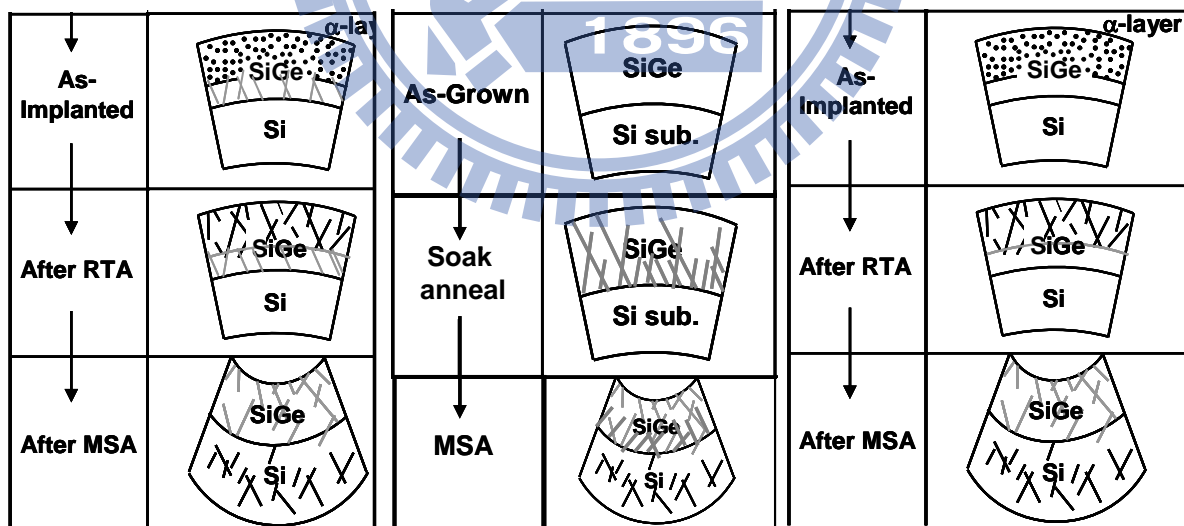 α-lay
As-
Implanted
SiGe
Si
After RTA
SiGe
Si
After MSA
SiGe
Si
1896
As-Grown
SiGe
Si sub.
Soak
anneal
SiGe
Si sub.
MSA
SiGe
Si
α-layer
As-
Implanted
SiGe
Si
After RTA
SiGe
Si
After MSA
SiGe
Si